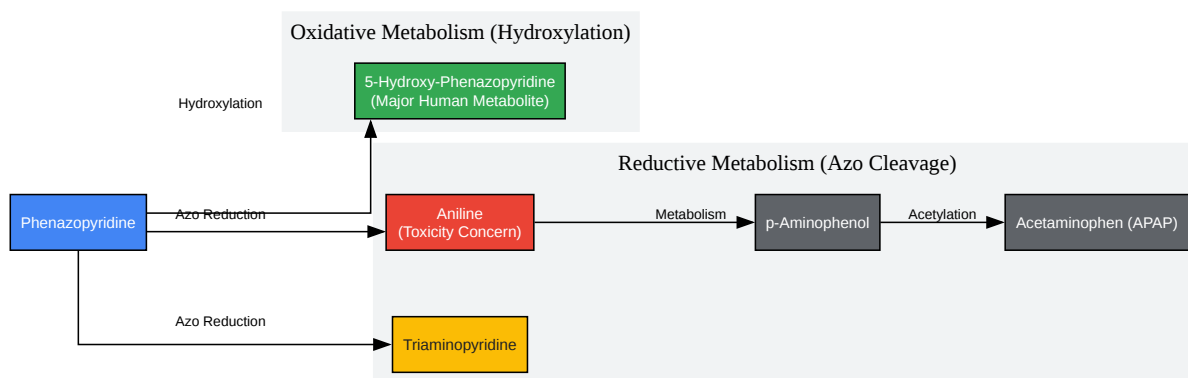 Oxidative Metabolism (Hydroxylation)
5-Hydroxy-Phenazopyridine
(Major Human Metabolite)
Hydroxylation
Reductive Metabolism (Azo Cleavage)
Phenazopyridine
Azo Reduction
Aniline
(Toxicity Concern)
Metabolism
p-Aminophenol
Acetylation
Acetaminophen (APAP)
Azo Reduction
Triaminopyridine